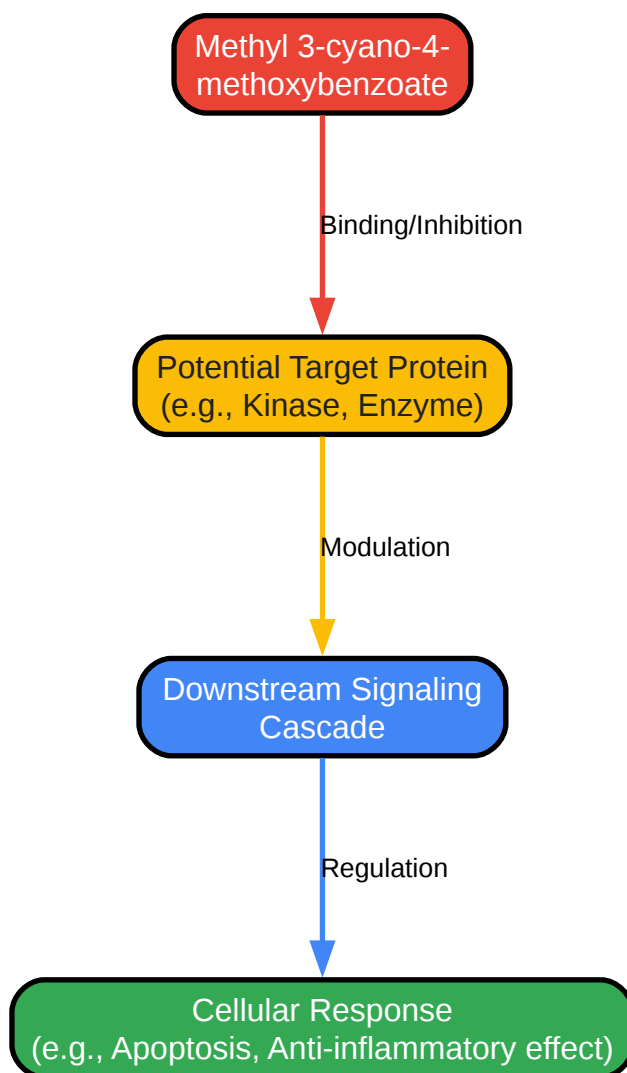 Methyl 3-cyano-4-
methoxybenzoate
Binding/Inhibition
Potential Target Protein
(e.g., Kinase, Enzyme)
Modulation
Downstream Signaling
Cascade
Regulation
Cellular Response
(e.g., Apoptosis, Anti-inflammatory effect)